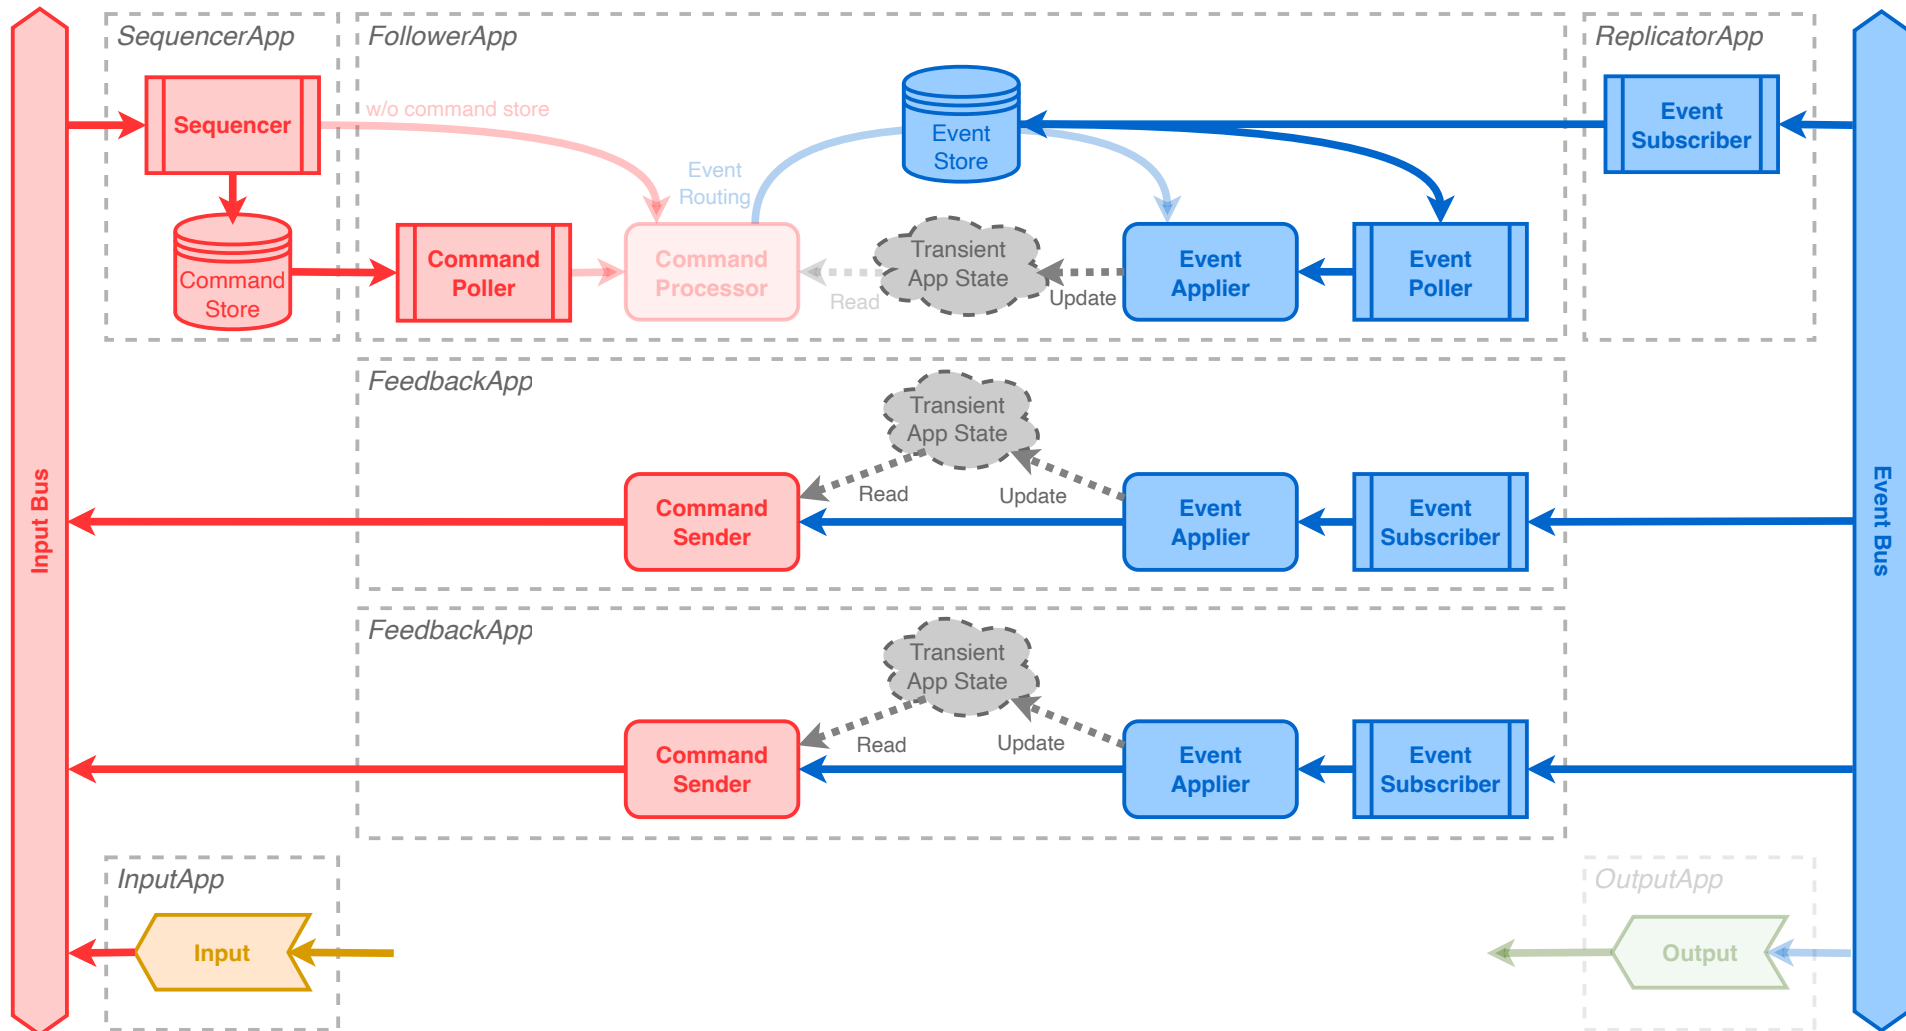 SequencerApp
FollowerApp
ReplicatorApp
Sequencer
w/o command store
Event
Store
Event
Subscriber
Event
Routing
Command
Store
Command
Poller
Command
Processor
Read
Transient
App State
Update
Event
Applier
Event
Poller
FeedbackApp
Transient
App State
Read
Update
Command
Sender
Event
Applier
Event
Subscriber
Input Bus
Event Bus
FeedbackApp
Transient
App State
Read
Update
Command
Sender
Event
Applier
Event
Subscriber
InputApp
Input
OutputApp
Output